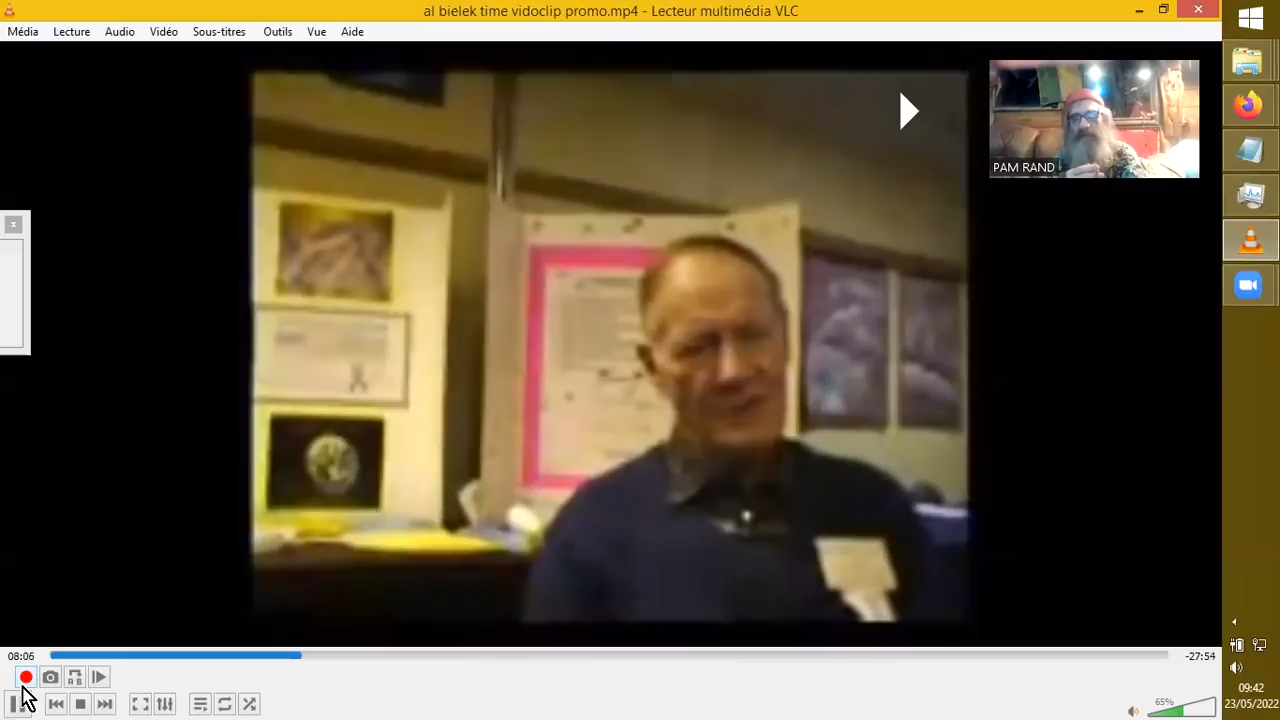 al bielek time vidoclip promo.mp4 - Lecteur multimédia VLC
Média Lecture Audio Vidéo Sous-titres Outils Vue Aide
PAM RAND
08:06
-27:54
65%
09:42
23/05/2022